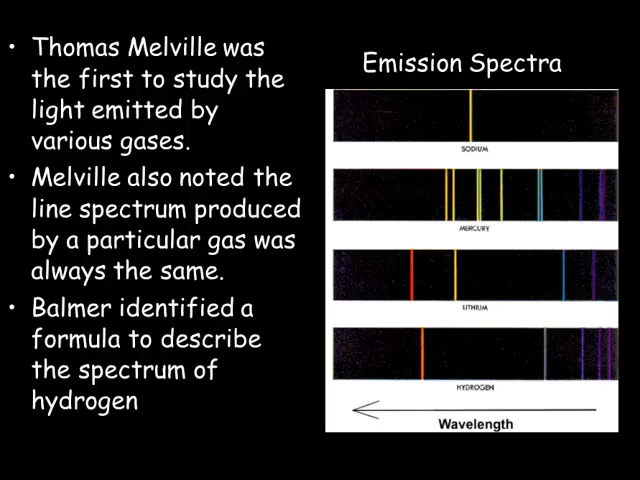 • Thomas Melville was
the first to study the
light emitted by
various gases.
• Melville also noted the
line spectrum produced
by a particular gas was
always the same.
• Balmer identified a
formula to describe
the spectrum of
hydrogen
Emission Spectra
SODIUM
MERCURY
LITHIUM
HYDROGEN
Wavelength